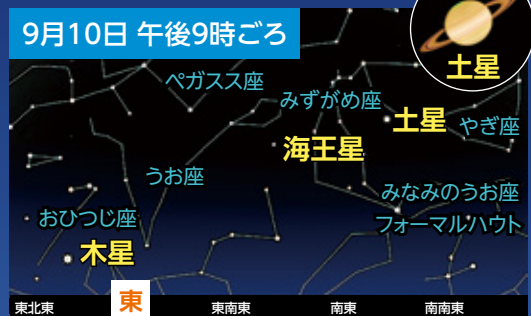 9月10日 午後9時ごろ
土星
ペガスス座
みずがめ座
土星
やぎ座
海王星
うお座
みなみのうお座
フォーマルハウト
おひつじ座
木星
東北東
東
東南東
南東
南南東